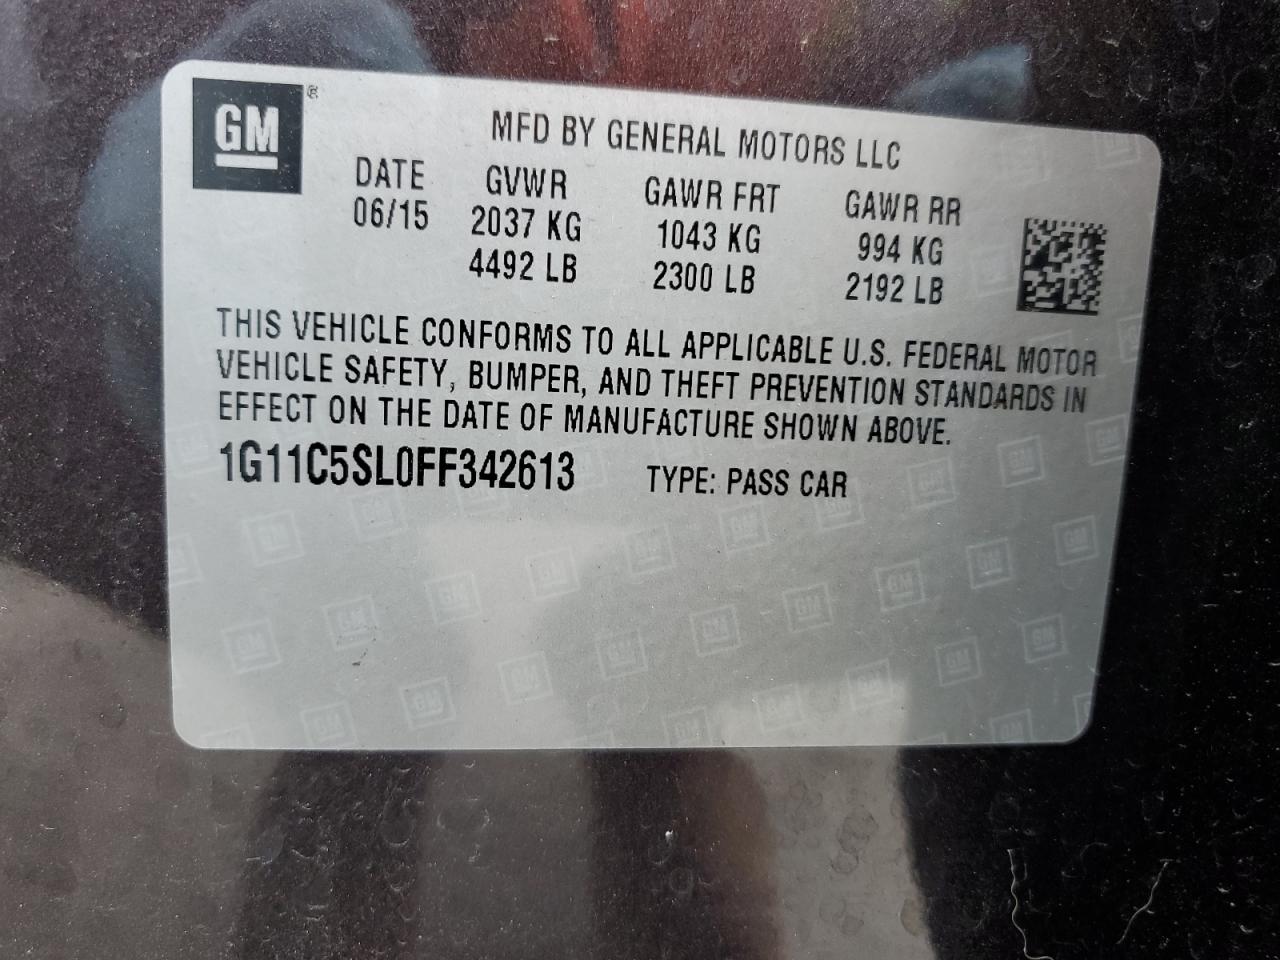 GM ®
MFD BY GENERAL MOTORS LLC
DATE GVWR GAWR FRT GAWR RR
06/15 2037 KG 1043 KG 994 KG
4492 LB 2300 LB 2192 LB
THIS VEHICLE CONFORMS TO ALL APPLICABLE U.S. FEDERAL MOTOR
VEHICLE SAFETY, BUMPER, AND THEFT PREVENTION STANDARDS IN
EFFECT ON THE DATE OF MANUFACTURE SHOWN ABOVE.
1G11C5SL0FF342613 TYPE: PASS CAR